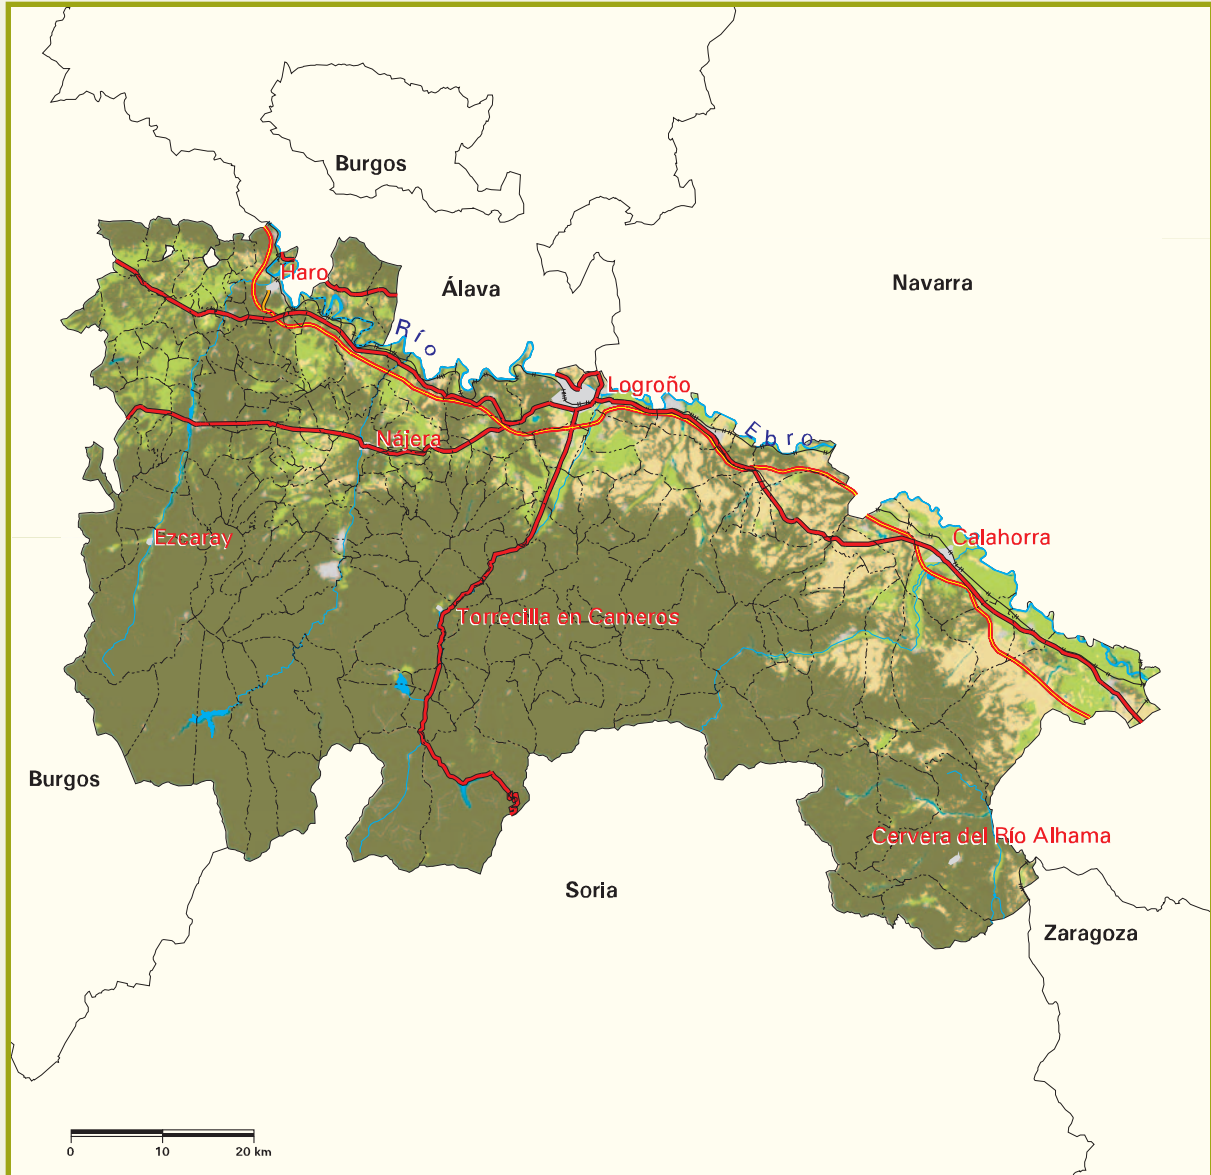 Burgos
Haro
Álava
Navarra
Río
Logroño
Nájera
Ebro
Ezcaray
Calahorra
Torrecilla en Cameros
Burgos
Cervera del Río Alhama
Soria
Zaragoza
0 10 20 km